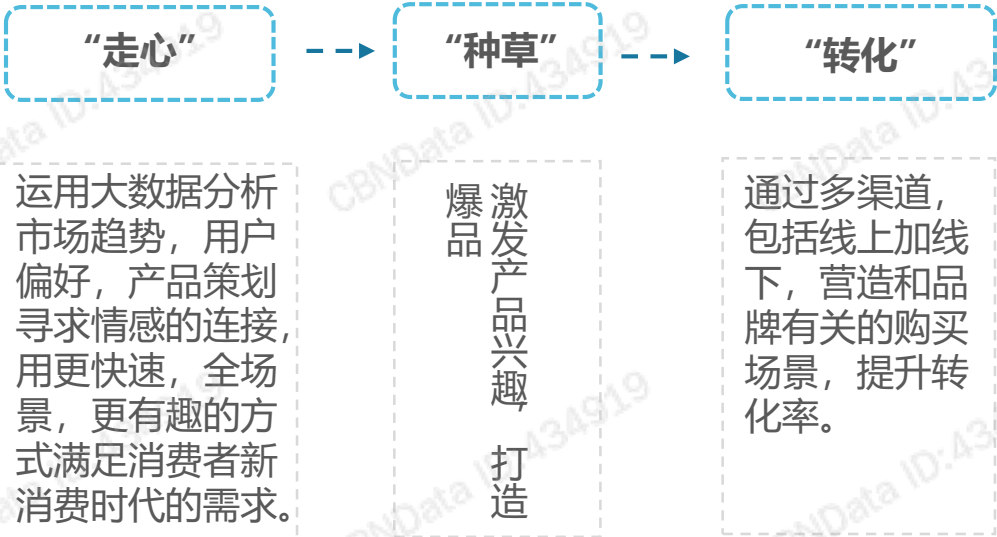 “走心”
“种草”
“转化”
运用大数据分析
市场趋势，用户
偏好，产品策划
寻求情感的连接，
用更快速，全场
景，更有趣的方
式满足消费者新
消费时代的需求。
激发产品兴趣，打造
爆品
通过多渠道，
包括线上加线
下，营造和品
牌有关的购买
场景，提升转
化率。
CBNData ID:434919